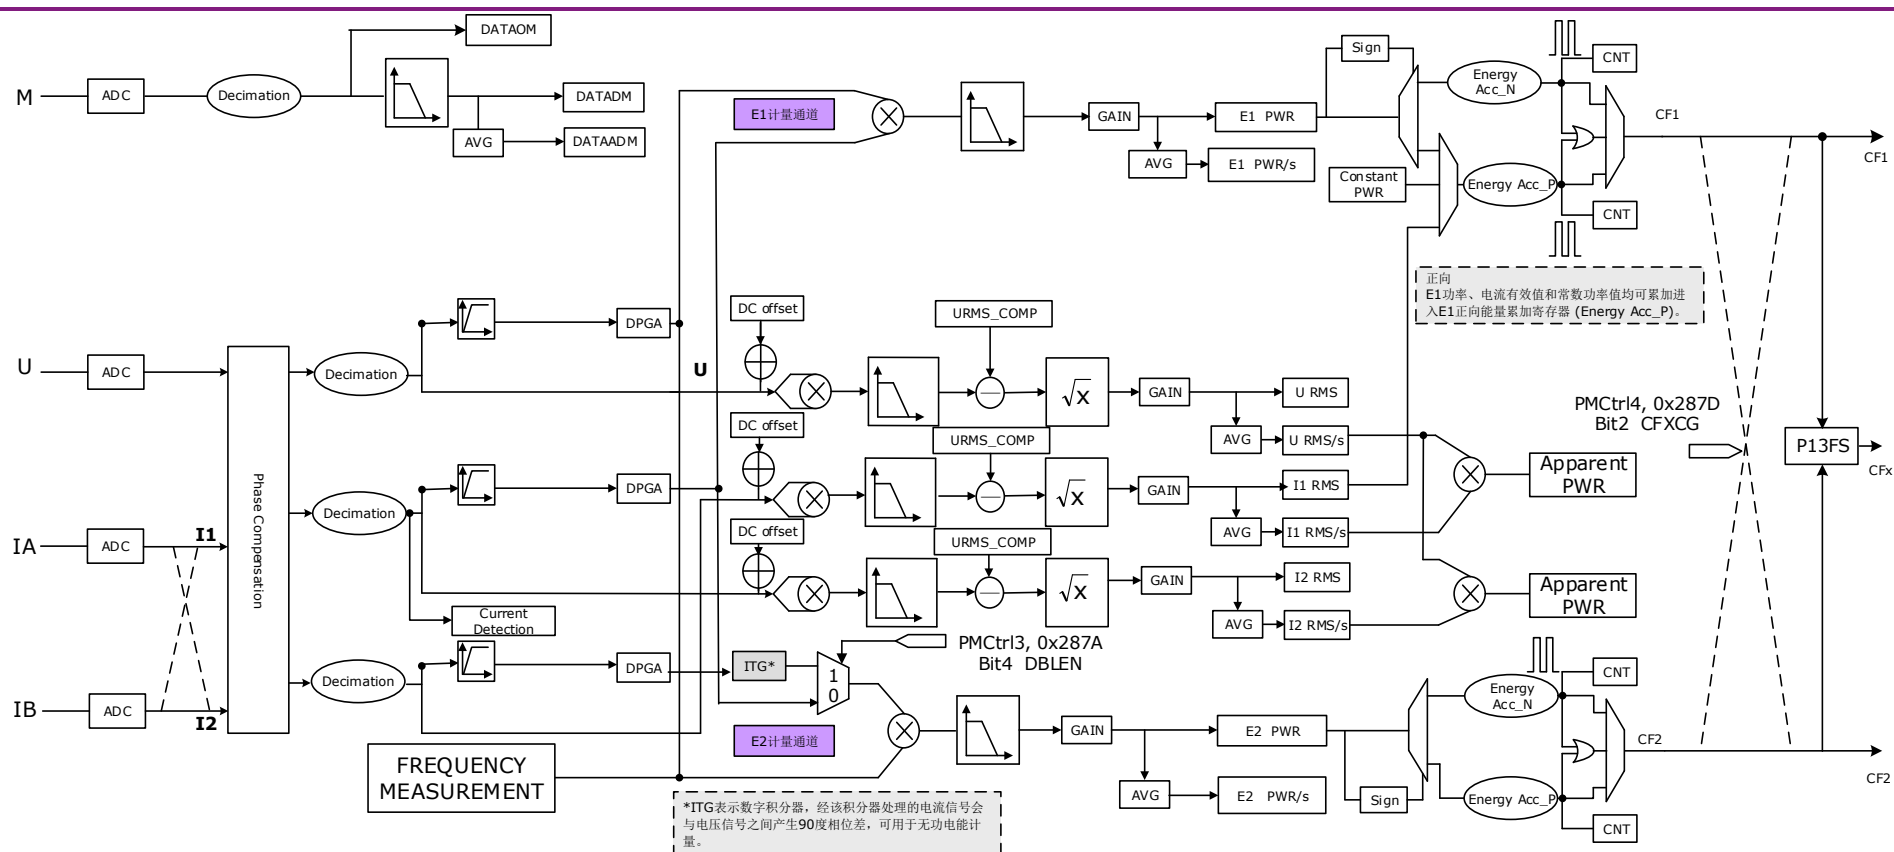 DATAOM
M
ADC
Decimation
DATADM
AVG
DATAADM
E1计量通道
GAIN
E1 PWR
AVG
E1 PWR/s
Sign
Constant
PWR
Energy
Acc_N
Energy Acc_P
CNT
CNT
CF1
CF1
正向
E1功率、电流有效值和常数功率值均可累加进
入E1正向能量累加寄存器 (Energy Acc_P)。
U
ADC
Phase Compensation
Decimation
DPGA
U
DC offset
URMS_COMP
√x
GAIN
U RMS
AVG
U RMS/s
DC offset
URMS_COMP
Decimation
DPGA
√x
GAIN
I1 RMS
AVG
I1 RMS/s
Apparent
PWR
PMCtrl4, 0x287D
Bit2 CFXCG
P13FS
CFx
IA
ADC
I1
DC offset
URMS_COMP
√x
GAIN
I2 RMS
AVG
I2 RMS/s
Apparent
PWR
Current
Detection
IB
ADC
I2
Decimation
DPGA
ITG*
1
0
PMCtrl3, 0x287A
Bit4 DBLEN
E2计量通道
GAIN
E2 PWR
AVG
E2 PWR/s
Sign
Energy
Acc_N
Energy Acc_P
CNT
CNT
CF2
CF2
FREQUENCY
MEASUREMENT
*ITG表示数字积分器，经该积分器处理的电流信号会
与电压信号之间产生90度相位差，可用于无功电能计
量。